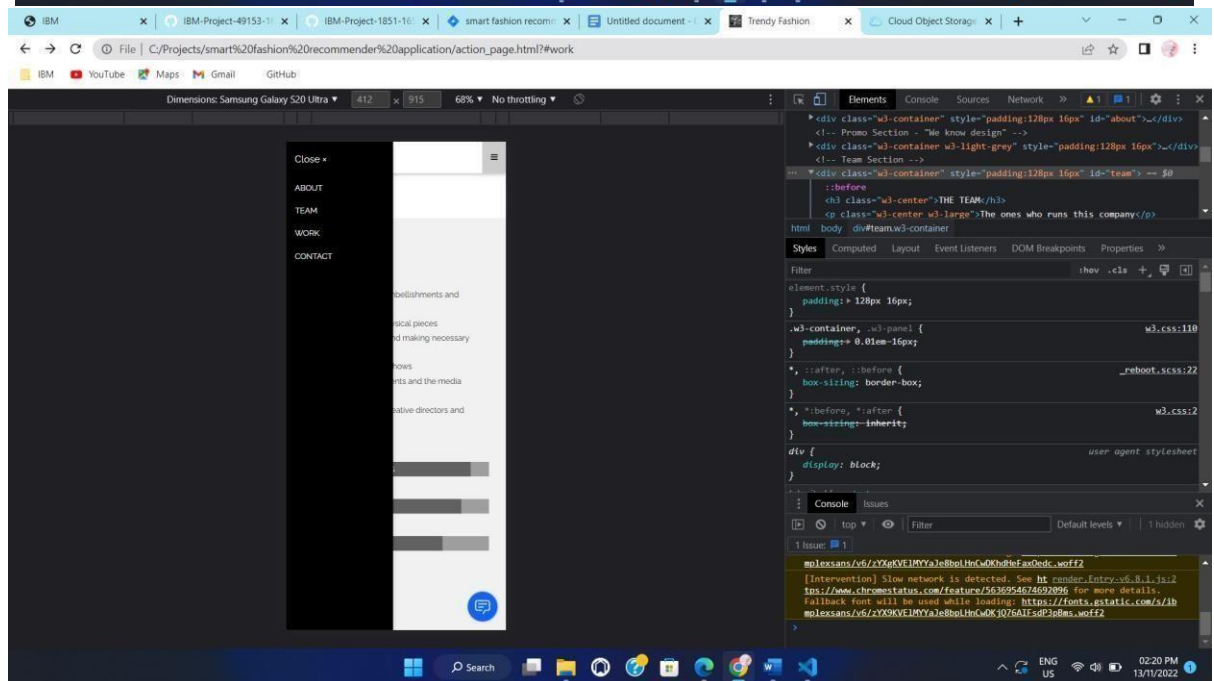 IBM
IBM-Project-49153-1
IBM-Project-1851-16
smart fashion recomm
Untitled document -
Trendy Fashion
Cloud Object Storage
File | C:/Projects/smart%20fashion%20recommender%20application/action_page.html?#work
IBM YouTube Maps Gmail GitHub
Dimensions: Samsung Galaxy S20 Ultra ▼ 412 × 915 68% ▼ No throttling ▼
Close ×
ABOUT
TEAM
WORK
CONTACT
bellishments and
sical pieces
nd making necessary
hows
ents and the media
eative directors and
Elements Console Sources Network » 1 1
<div class="w3-container" style="padding:128px 16px" id="about">…</div>
<!-- Promo Section - "We know design" -->
<div class="w3-container w3-light-grey" style="padding:128px 16px">…</div>
<!-- Team Section -->
<div class="w3-container" style="padding:128px 16px" id="team"> == $0
::before
<h3 class="w3-center">THE TEAM</h3>
<p class="w3-center w3-large">The ones who runs this company</p>
html body div#team.w3-container
Styles Computed Layout Event Listeners DOM Breakpoints Properties »
Filter :hov .cls +
element.style {
padding: 128px 16px;
}
.w3-container, .w3-panel { w3.css:110
padding: 0.01em 16px;
}
*, ::after, ::before { _reboot.scss:22
box-sizing: border-box;
}
*, *:before, *:after { w3.css:2
box-sizing: inherit;
}
div { user agent stylesheet
display: block;
}
Console Issues
top ▼ Filter Default levels ▼ 1 hidden
1 Issue: 1
mplexsans/v6/zYXgKVElMYYaJe8bpLHnCwDKhdHeFaxOedc.woff2
[Intervention] Slow network is detected. See ht render.Entry-v6.8.1.js:2
tps://www.chromestatus.com/feature/5636954674692096 for more details.
Fallback font will be used while loading: https://fonts.gstatic.com/s/ib
mplexsans/v6/zYX9KVElMYYaJe8bpLHnCwDKjQ76AIFsdP3pBms.woff2
Search
ENG
US
02:20 PM
13/11/2022
1